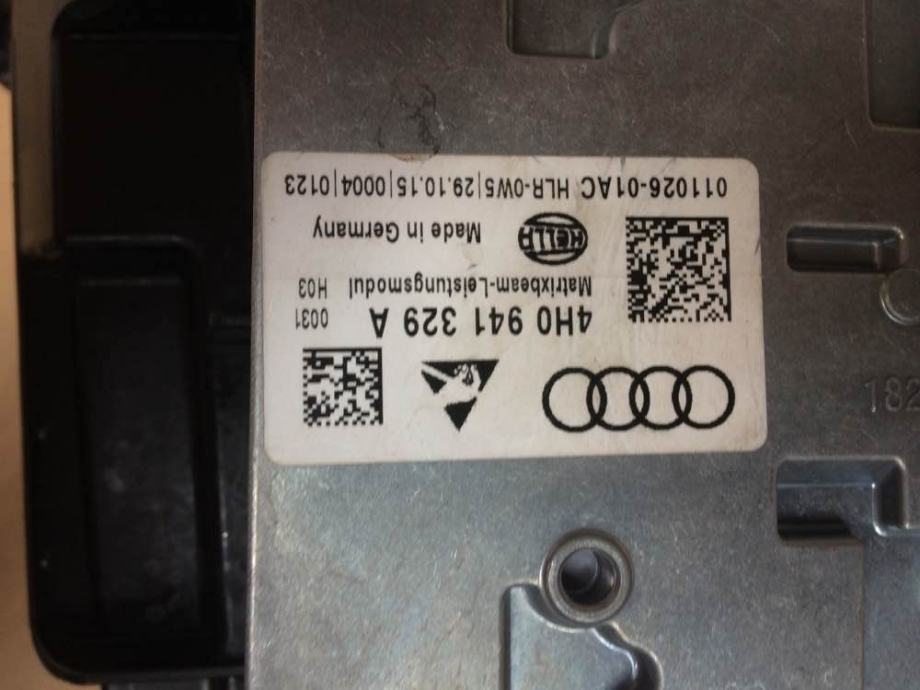 4H0 941 329 A 0031
Matrixbeam-Leistungsmodul H03
HELLA Made in Germany
011026-01AC HLR-0W5|29.10.15|0004|0123
182